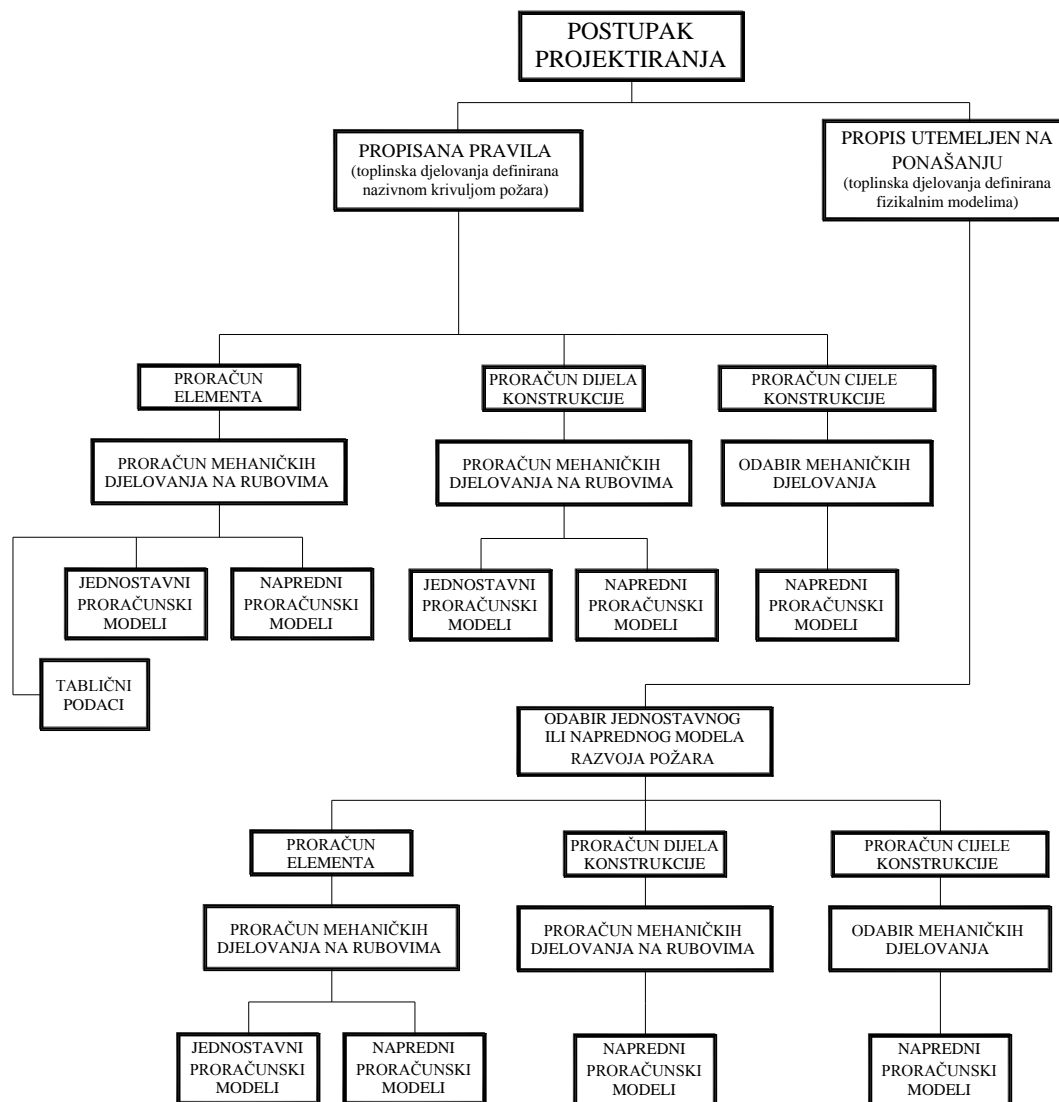 POSTUPAK
PROJEKTIRANJA
PROPISANA PRAVILA
(toplinska djelovanja definirana
nazivnom krivuljom požara)
PROPIS UTEMELJEN NA
PONAŠANJU
(toplinska djelovanja definirana
fizikalnim modelima)
PRORAČUN
ELEMENTA
PRORAČUN DIJELA
KONSTRUKCIJE
PRORAČUN CIJELE
KONSTRUKCIJE
PRORAČUN MEHANIČKIH
DJELOVANJA NA RUBOVIMA
PRORAČUN MEHANIČKIH
DJELOVANJA NA RUBOVIMA
ODABIR MEHANIČKIH
DJELOVANJA
JEDNOSTAVNI
PRORAČUNSKI
MODELI
NAPREDNI
PRORAČUNSKI
MODELI
JEDNOSTAVNI
PRORAČUNSKI
MODELI
NAPREDNI
PRORAČUNSKI
MODELI
NAPREDNI
PRORAČUNSKI
MODELI
TABLIČNI
PODACI
ODABIR JEDNOSTAVNOG
ILI NAPREDNOG MODELA
RAZVOJA POŽARA
PRORAČUN
ELEMENTA
PRORAČUN DIJELA
KONSTRUKCIJE
PRORAČUN CIJELE
KONSTRUKCIJE
PRORAČUN MEHANIČKIH
DJELOVANJA NA RUBOVIMA
PRORAČUN MEHANIČKIH
DJELOVANJA NA RUBOVIMA
ODABIR MEHANIČKIH
DJELOVANJA
JEDNOSTAVNI
PRORAČUNSKI
MODELI
NAPREDNI
PRORAČUNSKI
MODELI
NAPREDNI
PRORAČUNSKI
MODELI
NAPREDNI
PRORAČUNSKI
MODELI